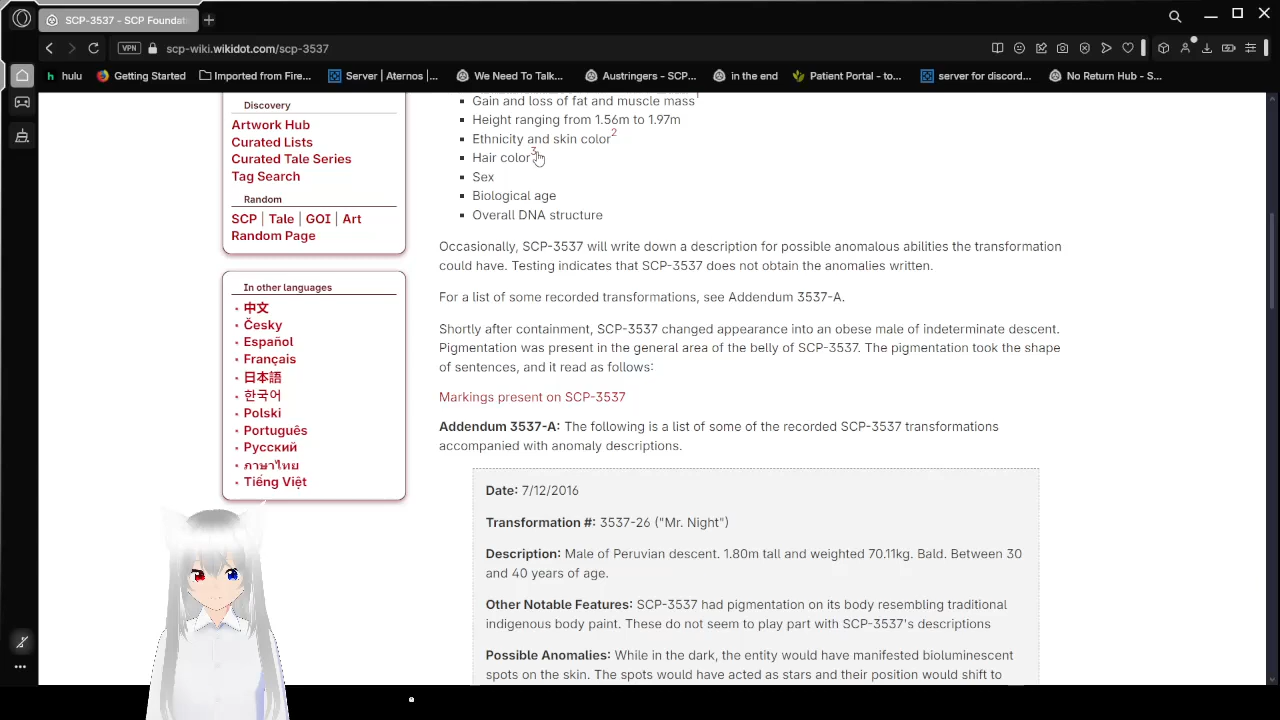 SCP-3537 - SCP Foundat
scp-wiki.wikidot.com/scp-3537
VPN
h hulu
Getting Started
Imported from Fire...
Server | Aternos |...
We Need To Talk...
Austringers - SCP...
in the end
Patient Portal - to...
server for discord...
No Return Hub - S...
Discovery
Artwork Hub
Curated Lists
Curated Tale Series
Tag Search
Random
SCP | Tale | GOI | Art
Random Page
In other languages
中文
Česky
Español
Français
日本語
한국어
Polski
Português
Русский
ภาษาไทย
Tiếng Việt
Gain and loss of fat and muscle mass1
Height ranging from 1.56m to 1.97m
Ethnicity and skin color2
Hair color3
Sex
Biological age
Overall DNA structure
Occasionally, SCP-3537 will write down a description for possible anomalous abilities the transformation
could have. Testing indicates that SCP-3537 does not obtain the anomalies written.
For a list of some recorded transformations, see Addendum 3537-A.
Shortly after containment, SCP-3537 changed appearance into an obese male of indeterminate descent.
Pigmentation was present in the general area of the belly of SCP-3537. The pigmentation took the shape
of sentences, and it read as follows:
Markings present on SCP-3537
Addendum 3537-A: The following is a list of some of the recorded SCP-3537 transformations
accompanied with anomaly descriptions.
Date: 7/12/2016
Transformation #: 3537-26 ("Mr. Night")
Description: Male of Peruvian descent. 1.80m tall and weighted 70.11kg. Bald. Between 30
and 40 years of age.
Other Notable Features: SCP-3537 had pigmentation on its body resembling traditional
indigenous body paint. These do not seem to play part with SCP-3537's descriptions
Possible Anomalies: While in the dark, the entity would have manifested bioluminescent
spots on the skin. The spots would have acted as stars and their position would shift to